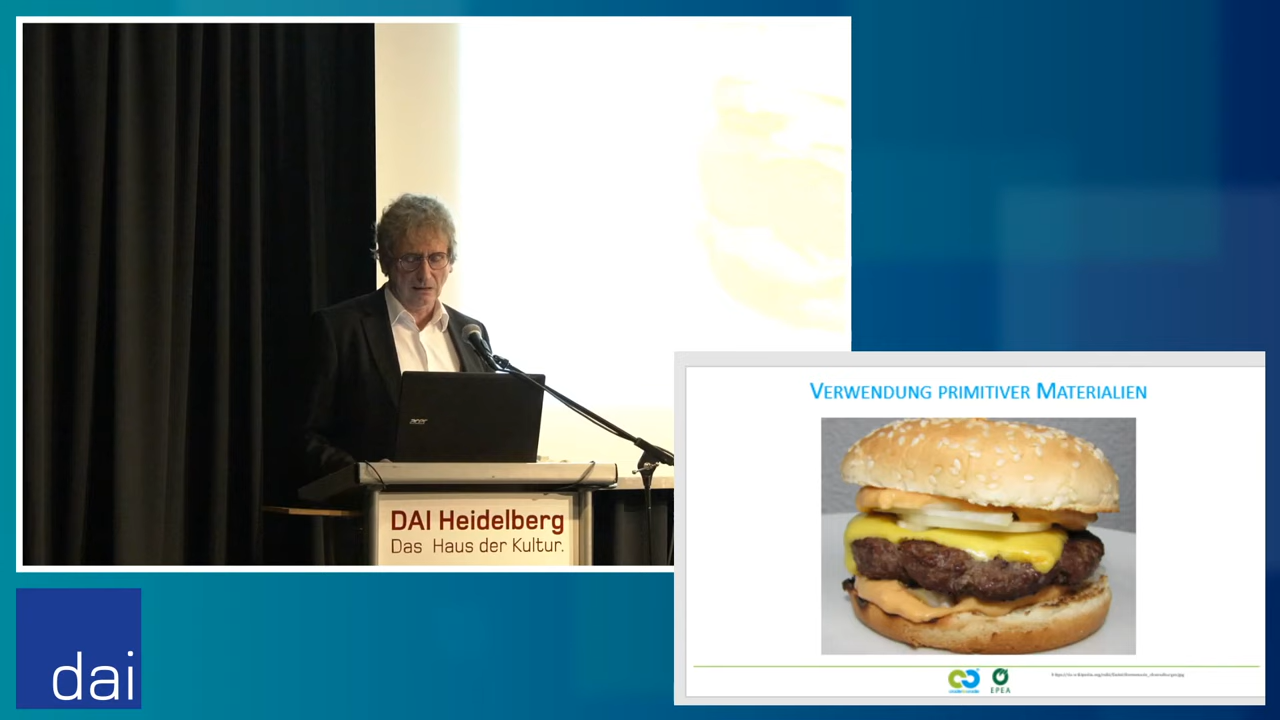 acer
DAI Heidelberg
Das Haus der Kultur.
VERWENDUNG PRIMITIVER MATERIALIEN
EPEA
dai